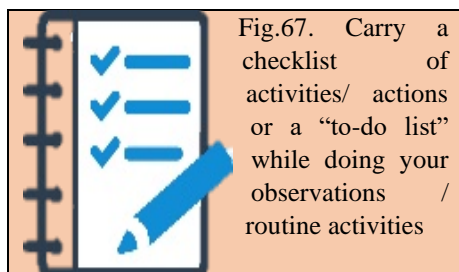 Fig.67. Carry a
checklist of
activities/ actions
or a “to-do list”
while doing your
observations /
routine activities